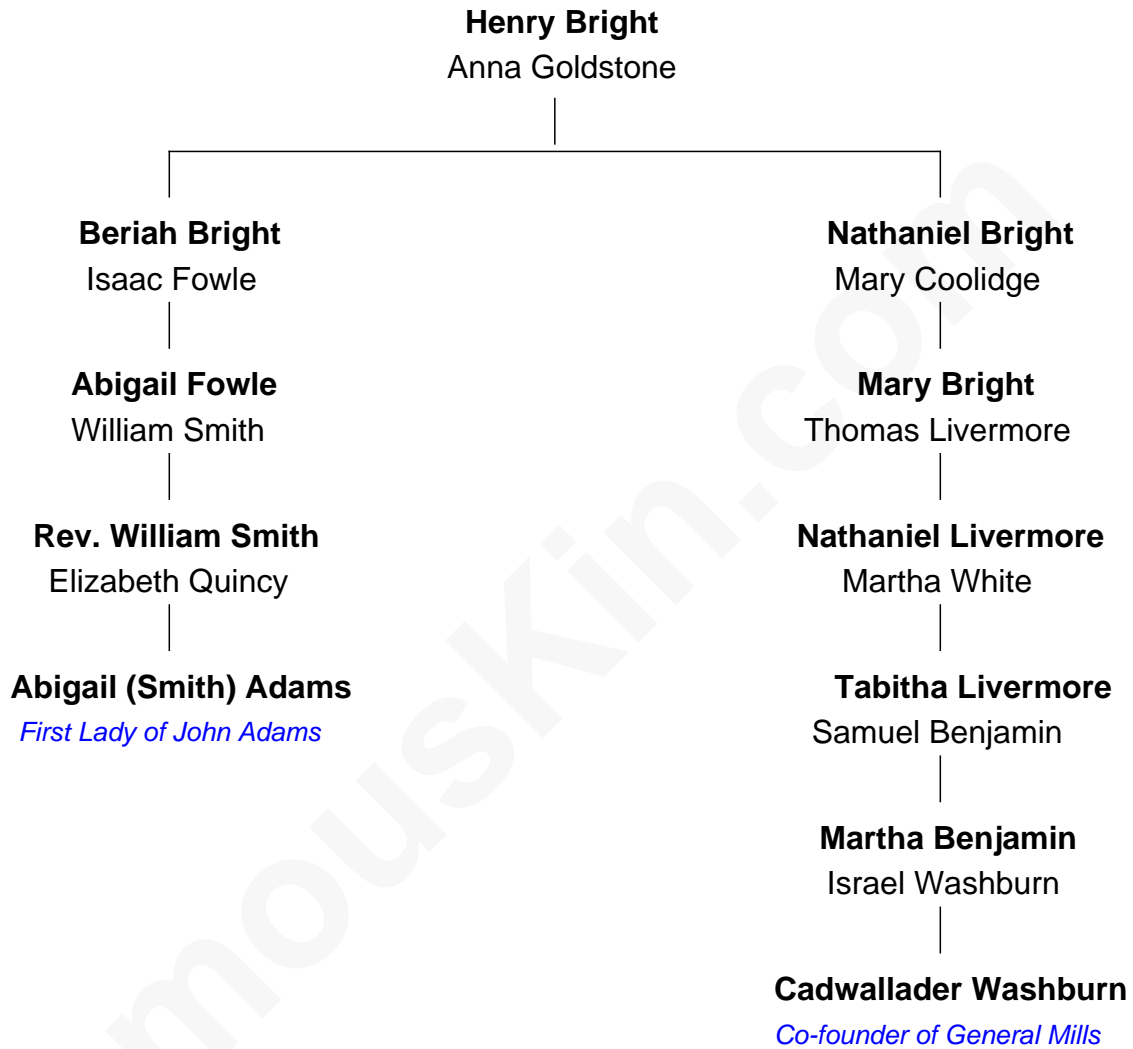 Henry Bright
Anna Goldstone
Beriah Bright
Isaac Fowle
Nathaniel Bright
Mary Coolidge
Abigail Fowle
William Smith
Mary Bright
Thomas Livermore
Rev. William Smith
Elizabeth Quincy
Nathaniel Livermore
Martha White
Abigail (Smith) Adams
First Lady of John Adams
Tabitha Livermore
Samuel Benjamin
Martha Benjamin
Israel Washburn
Cadwallader Washburn
Co-founder of General Mills
mousKin.com